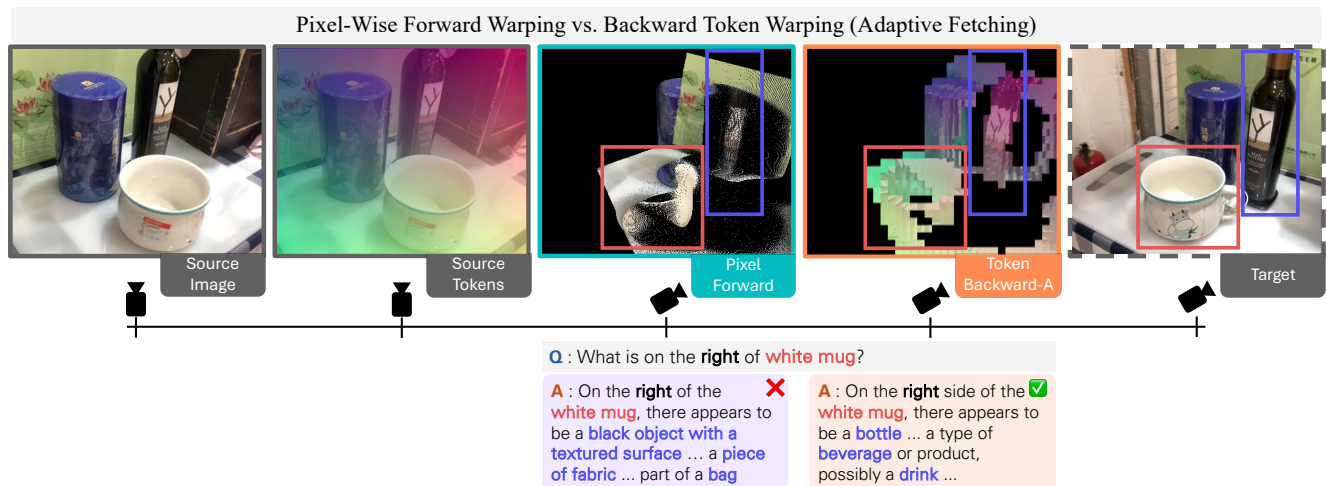 Pixel-Wise Forward Warping vs. Backward Token Warping (Adaptive Fetching)
Source
Image
Source
Tokens
Pixel
Forward
Token
Backward-A
Target
Q : What is on the right of white mug?
A : On the right of the
white mug, there appears to
be a black object with a
textured surface ... a piece
of fabric ... part of a bag
A : On the right side of the
white mug, there appears to
be a bottle ... a type of
beverage or product,
possibly a drink ...